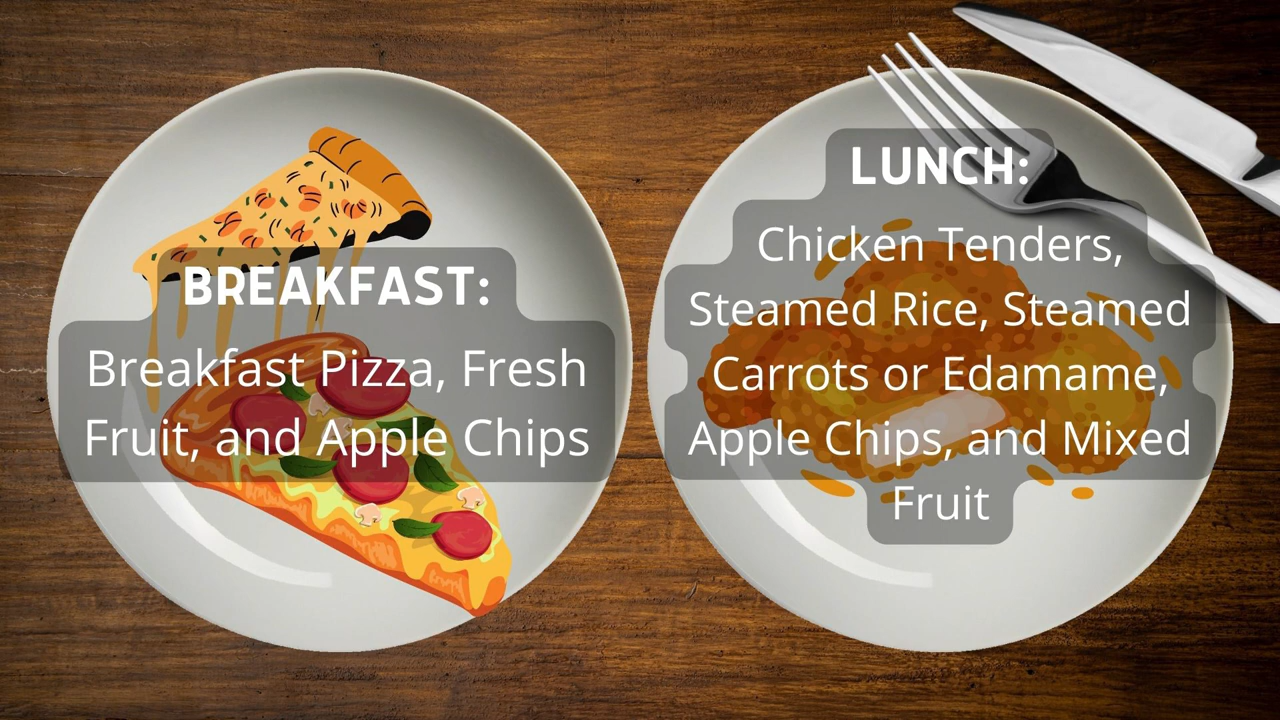 BREAKFAST:
Breakfast Pizza, Fresh
Fruit, and Apple Chips
LUNCH:
Chicken Tenders,
Steamed Rice, Steamed
Carrots or Edamame,
Apple Chips, and Mixed
Fruit